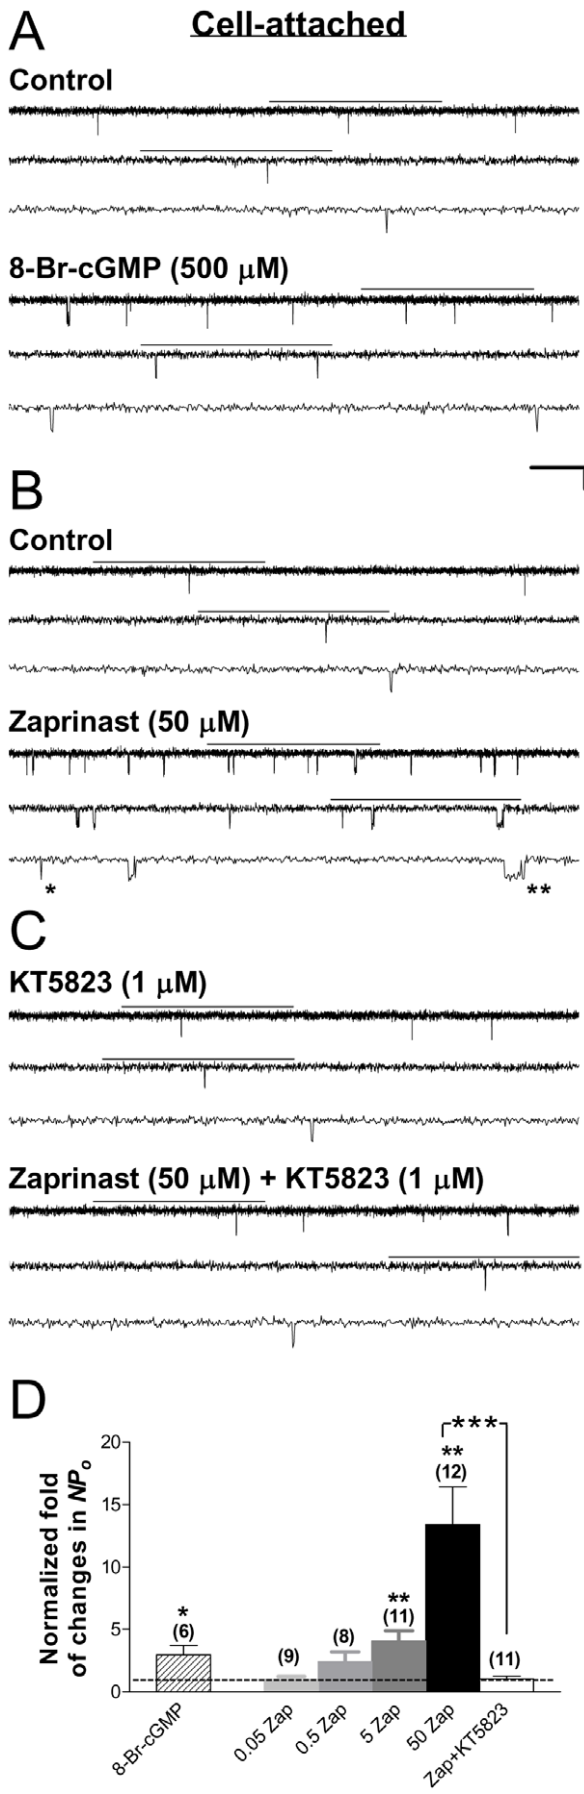 A
Cell-attached
Control
8-Br-cGMP (500 μM)
B
Control
Zaprinast (50 μM)
* **
C
KT5823 (1 μM)
Zaprinast (50 μM) + KT5823 (1 μM)
D
Normalized fold
of changes in NPo
20
15
10
5
0
***
**
(12)
**
(11)
*
(6)
(9)
(8)
(11)
8-Br-cGMP
0.05 Zap
0.5 Zap
5 Zap
50 Zap
Zap+KT5823